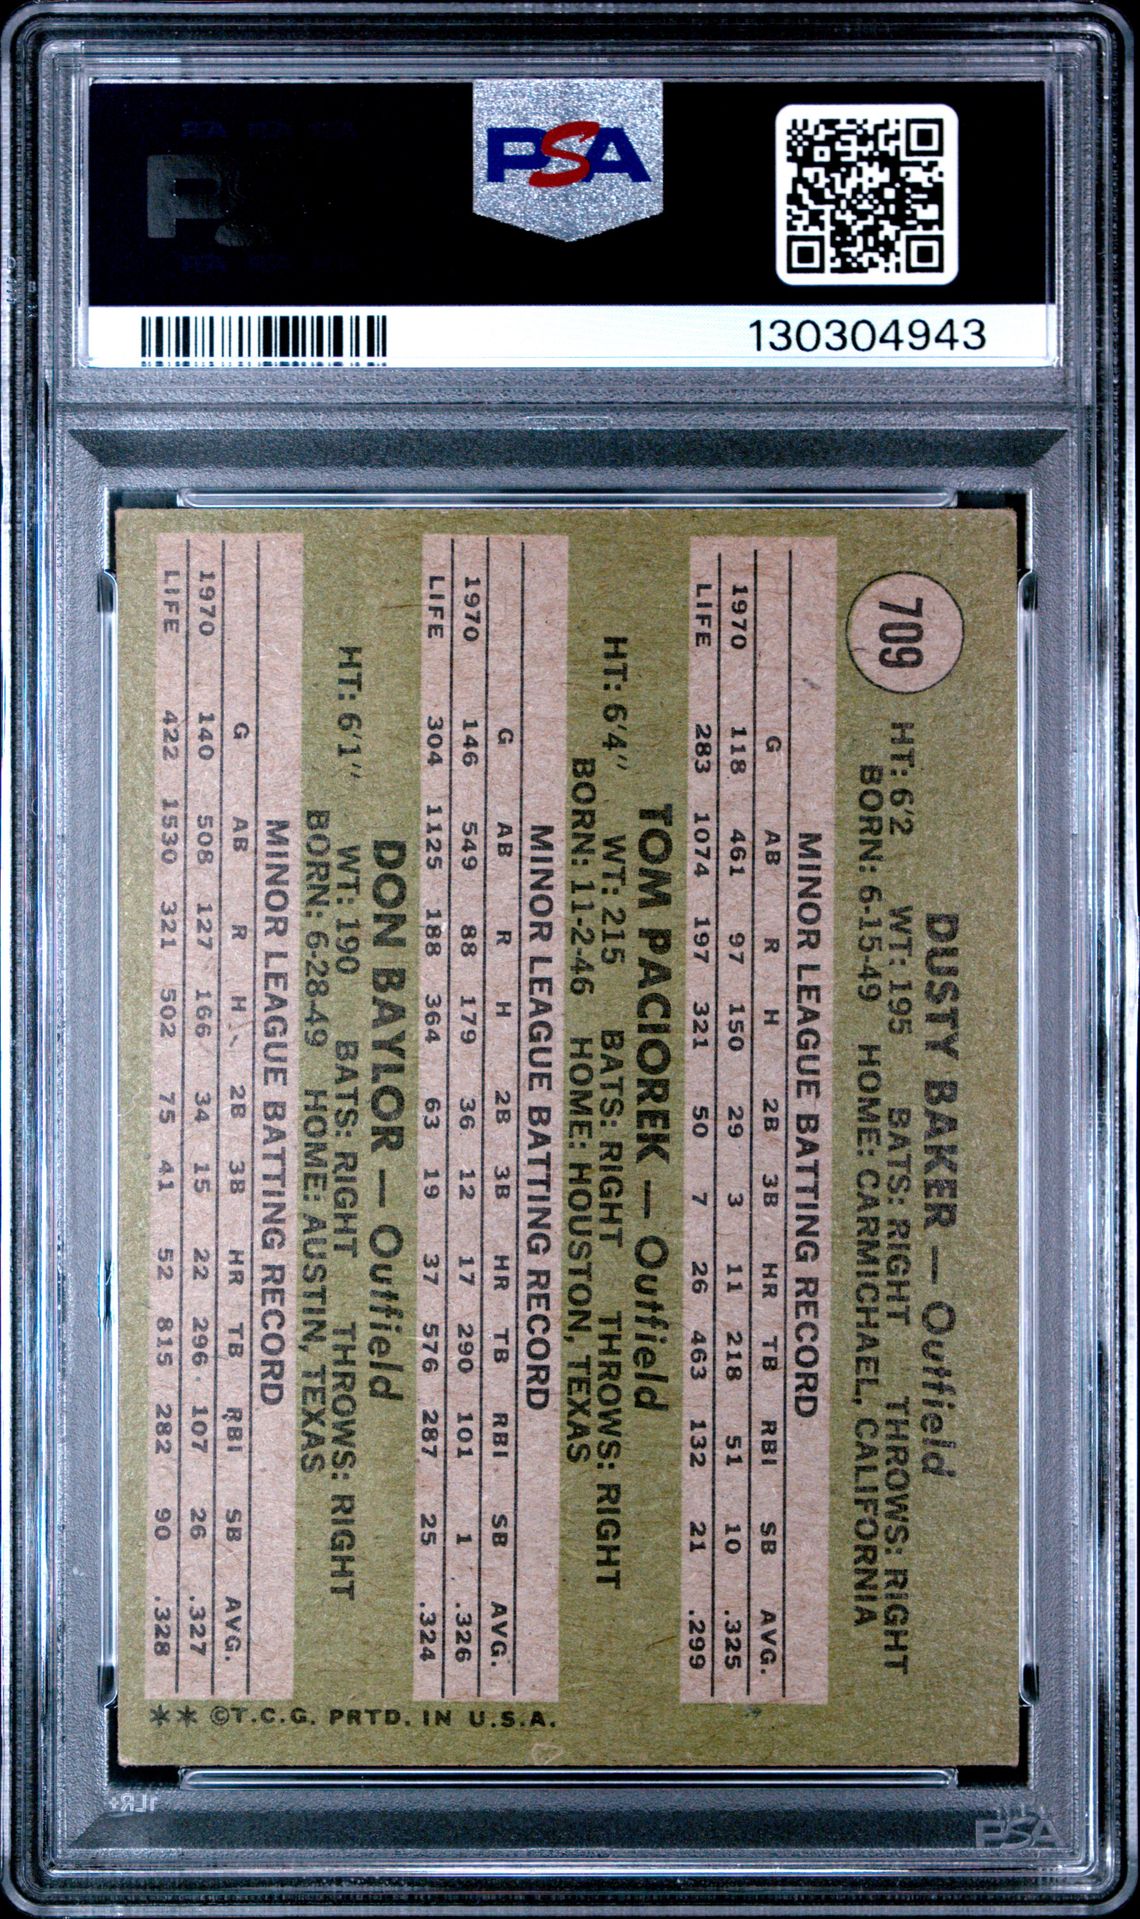 PSA
130304943
709
DUSTY BAKER — Outfield
HT: 6'2 WT: 195 BATS: RIGHT THROWS: RIGHT
BORN: 6-15-49 HOME: CARMICHAEL, CALIFORNIA
MINOR LEAGUE BATTING RECORD
G AB R H 2B 3B HR TB RBI SB AVG.
1970 118 461 97 150 29 3 11 218 51 10 .325
LIFE 283 1074 197 321 50 7 26 463 132 21 .299
TOM PACIOREK — Outfield
HT: 6'4" WT: 215 BATS: RIGHT THROWS: RIGHT
BORN: 11-2-46 HOME: HOUSTON, TEXAS
MINOR LEAGUE BATTING RECORD
G AB R H 2B 3B HR TB RBI SB AVG.
1970 146 549 88 179 36 12 17 290 101 1 .326
LIFE 304 1125 188 364 63 19 37 576 287 25 .324
DON BAYLOR — Outfield
HT: 6'1" WT: 190 BATS: RIGHT THROWS: RIGHT
BORN: 6-28-49 HOME: AUSTIN, TEXAS
MINOR LEAGUE BATTING RECORD
G AB R H 2B 3B HR TB RBI SB AVG.
1970 140 508 127 166 34 15 22 296 107 26 .327
LIFE 422 1530 321 502 75 41 52 815 282 90 .328
** ©T.C.G. PRTD. IN U.S.A.
1LR+
PSA